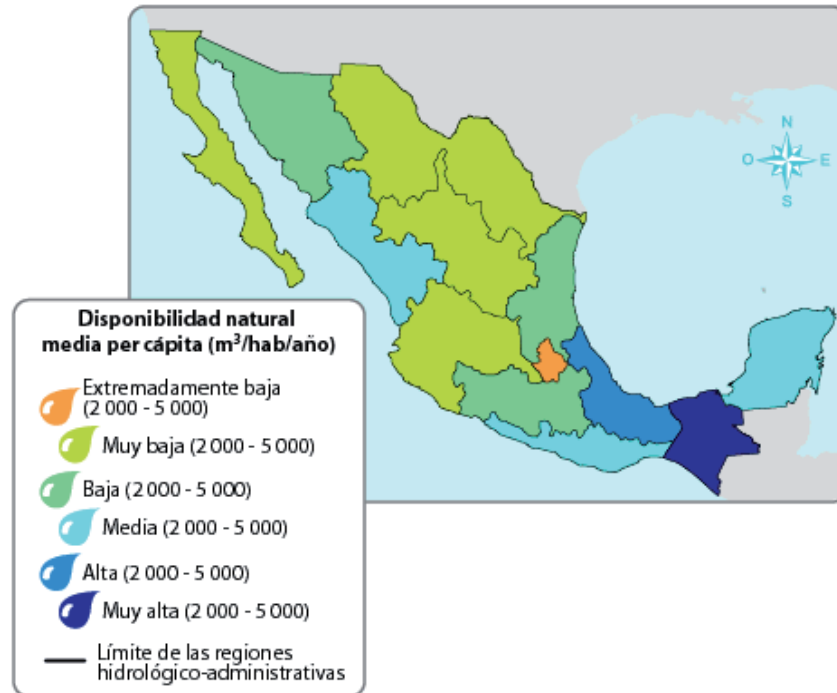 N
O E
S
Disponibilidad natural
media per cápita (m³/hab/año)
Extremadamente baja
(2 000 - 5 000)
Muy baja (2 000 - 5 000)
Baja (2 000 - 5 000)
Media (2 000 - 5 000)
Alta (2 000 - 5 000)
Muy alta (2 000 - 5 000)
Límite de las regiones
hidrológico-administrativas